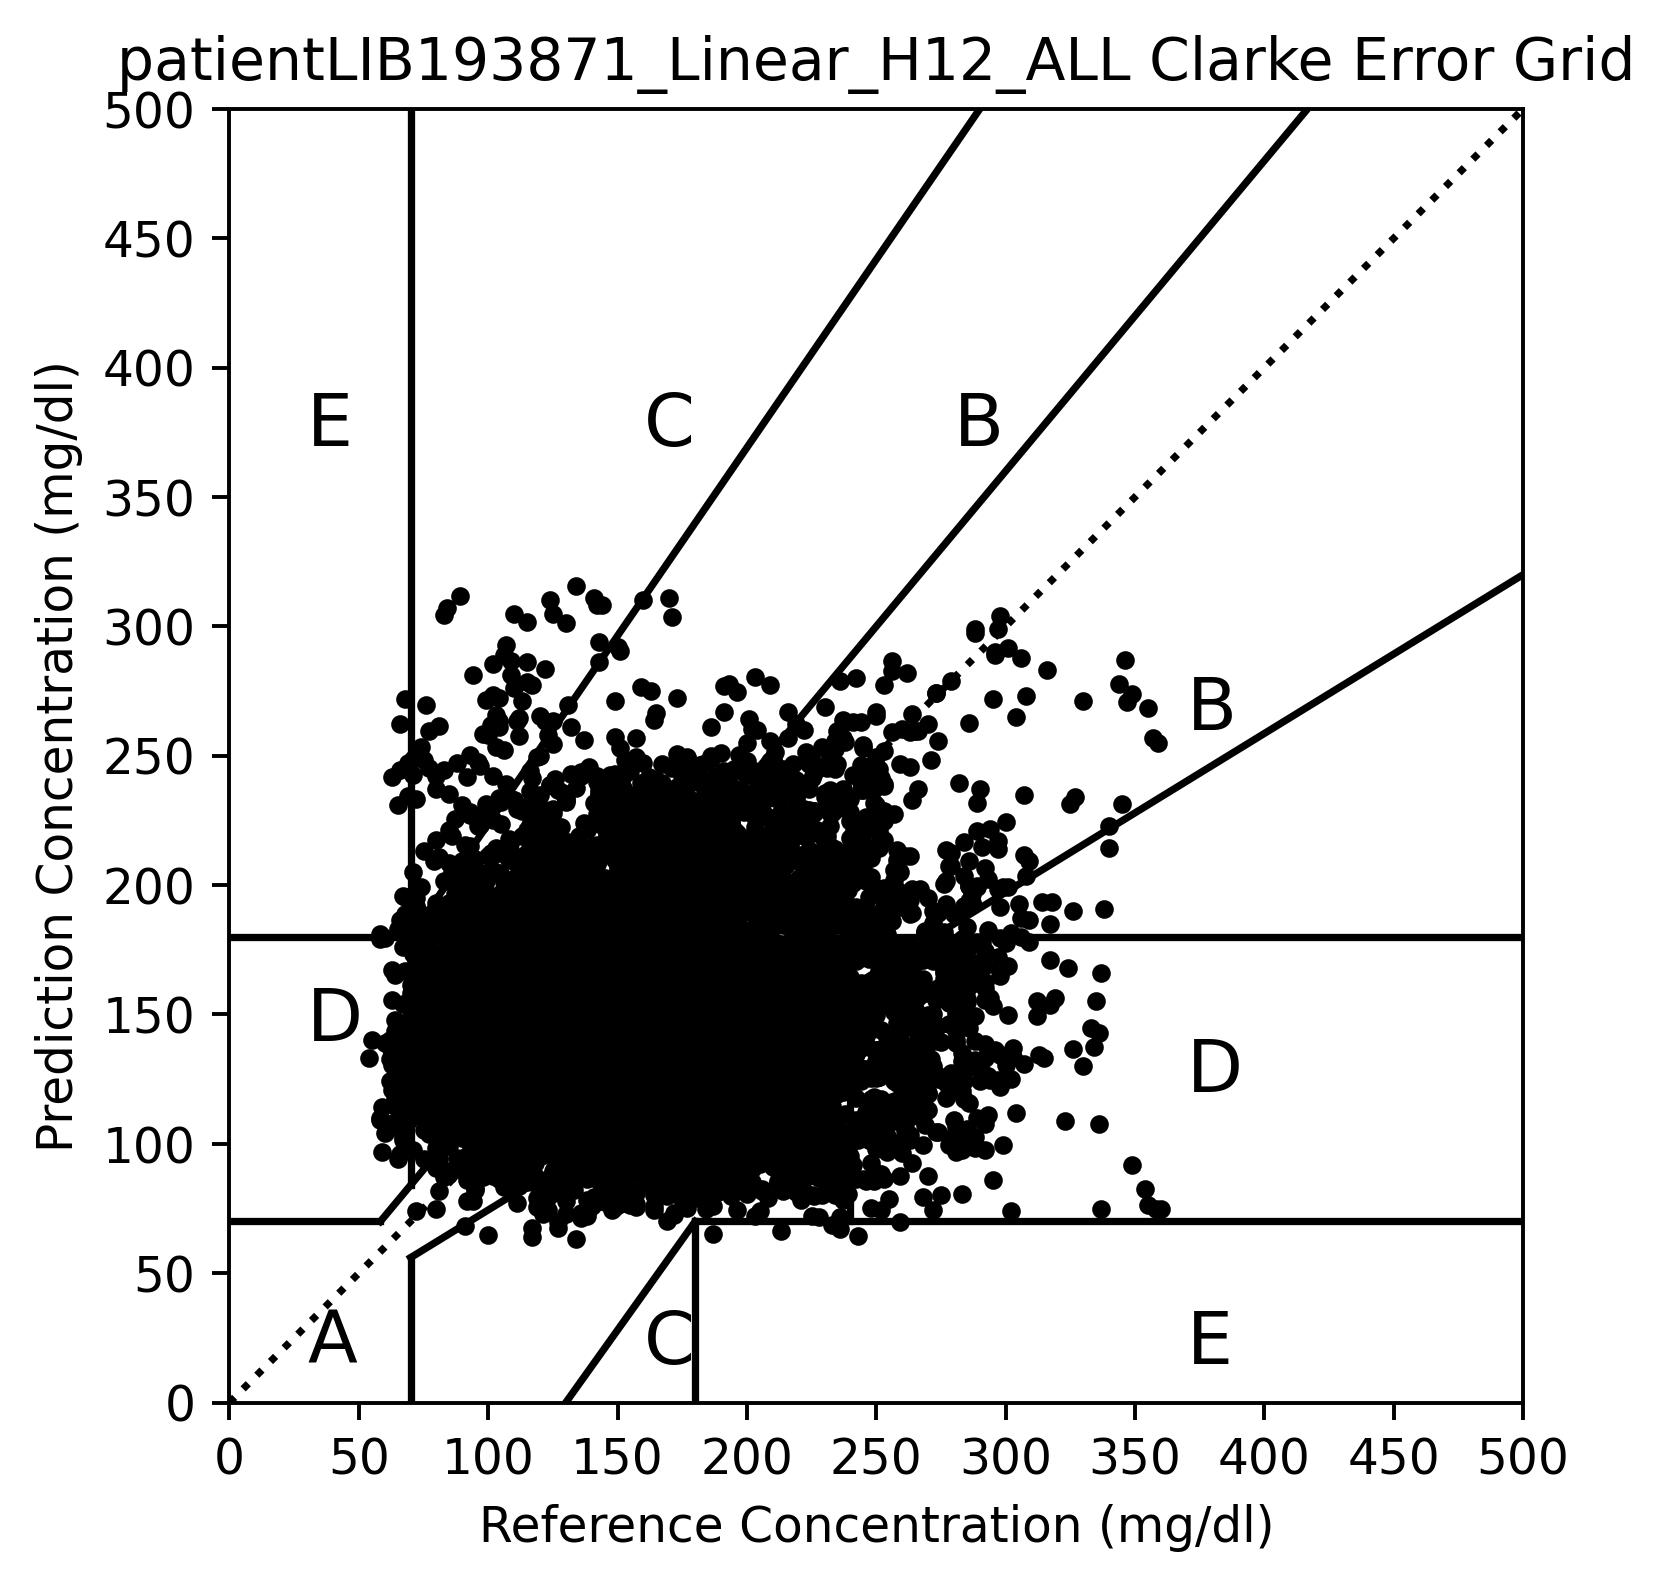 patientLIB193871_Linear_H12_ALL Clarke Error Grid
500
450
400
350
300
250
200
150
100
50
0
Prediction Concentration (mg/dl)
E
C
B
B
D
D
A
C
E
0 50 100 150 200 250 300 350 400 450 500
Reference Concentration (mg/dl)